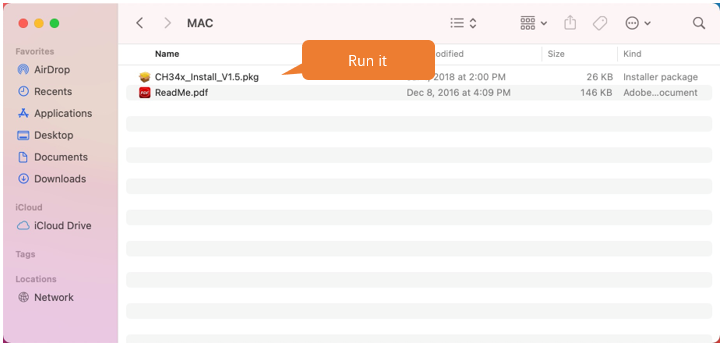 MAC
Favorites
AirDrop
Recents
Applications
Desktop
Documents
Downloads
iCloud
iCloud Drive
Tags
Locations
Network
Name odified Size Kind
Run it
CH34x_Install_V1.5.pkg 2018 at 2:00 PM 26 KB Installer package
ReadMe.pdf Dec 8, 2016 at 4:09 PM 146 KB Adobe...ocument